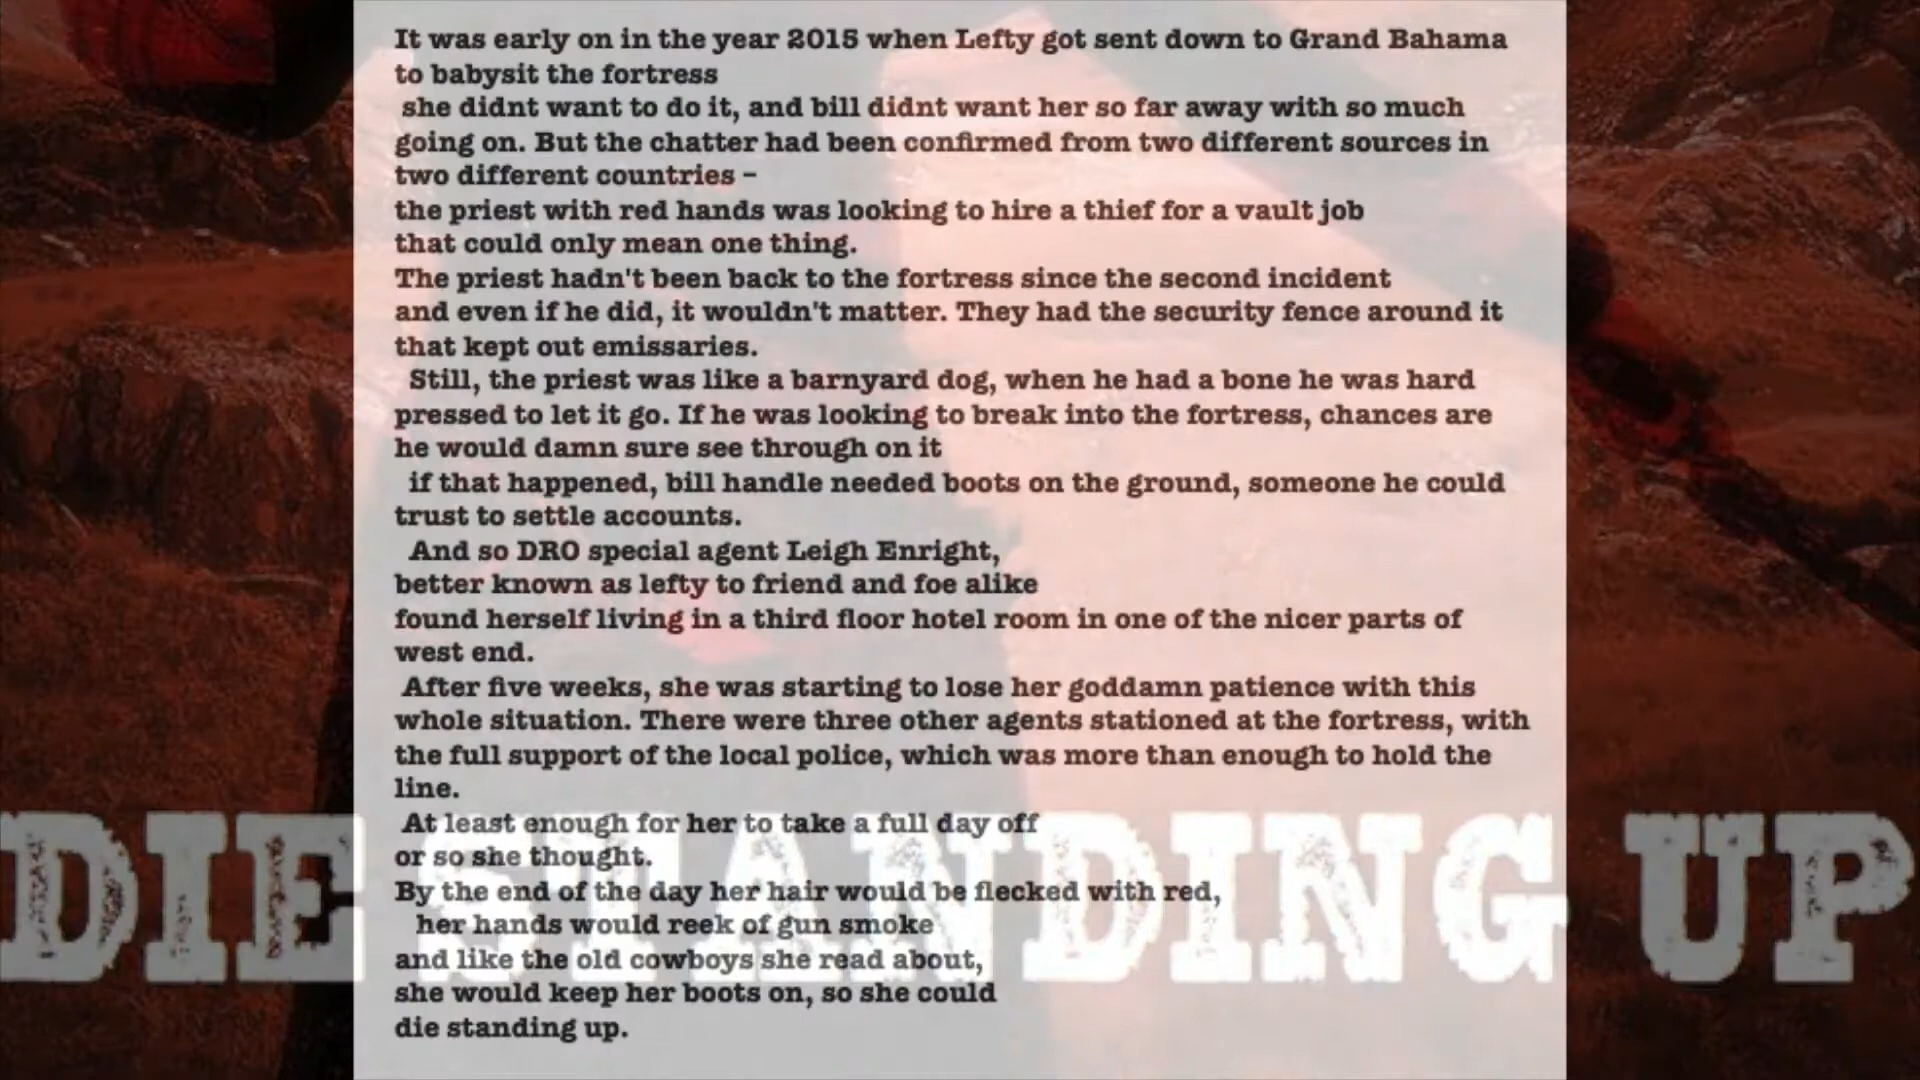 It was early on in the year 2015 when Lefty got sent down to Grand Bahama
to babysit the fortress
she didnt want to do it, and bill didnt want her so far away with so much
going on. But the chatter had been confirmed from two different sources in
two different countries –
the priest with red hands was looking to hire a thief for a vault job
that could only mean one thing.
The priest hadn't been back to the fortress since the second incident
and even if he did, it wouldn't matter. They had the security fence around it
that kept out emissaries.
Still, the priest was like a barnyard dog, when he had a bone he was hard
pressed to let it go. If he was looking to break into the fortress, chances are
he would damn sure see through on it
if that happened, bill handle needed boots on the ground, someone he could
trust to settle accounts.
And so DRO special agent Leigh Enright,
better known as lefty to friend and foe alike
found herself living in a third floor hotel room in one of the nicer parts of
west end.
After five weeks, she was starting to lose her goddamn patience with this
whole situation. There were three other agents stationed at the fortress, with
the full support of the local police, which was more than enough to hold the
line.
At least enough for her to take a full day off
or so she thought.
By the end of the day her hair would be flecked with red,
her hands would reek of gun smoke
and like the old cowboys she read about,
she would keep her boots on, so she could
die standing up.
DIE STANDING UP